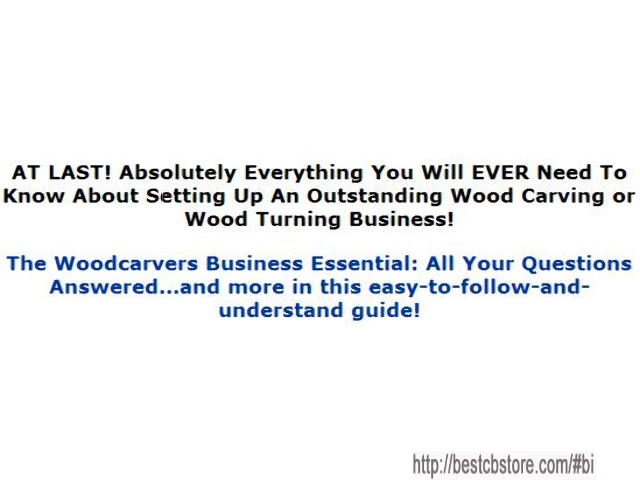 AT LAST! Absolutely Everything You Will EVER Need To
Know About Setting Up An Outstanding Wood Carving or
Wood Turning Business!
The Woodcarvers Business Essential: All Your Questions
Answered...and more in this easy-to-follow-and-
understand guide!
http://bestcbstore.com/#bi